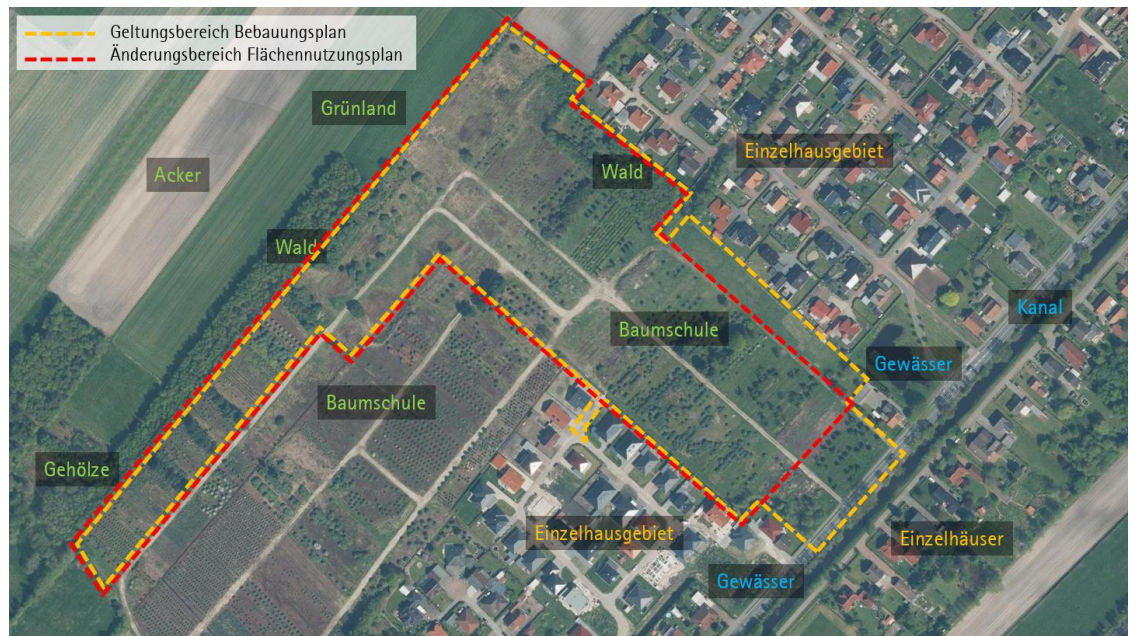 Geltungsbereich Bebauungsplan
Änderungsbereich Flächennutzungsplan
Grünland
Einzelhausgebiet
Acker
Wald
Wald
Kanal
Baumschule
Gewässer
Baumschule
Gehölze
Einzelhausgebiet
Einzelhäuser
Gewässer